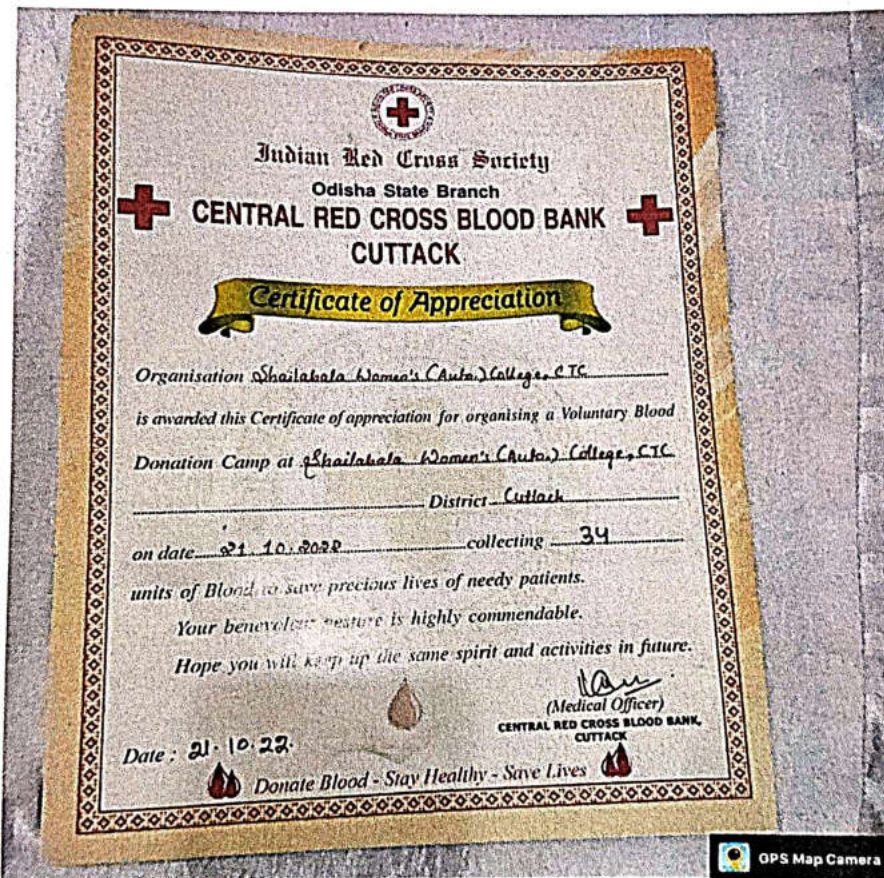 Indian Red Cross Society
Odisha State Branch
CENTRAL RED CROSS BLOOD BANK
CUTTACK
Certificate of Appreciation
Organisation Shailabala Women's (Auto.) College, CTC
is awarded this Certificate of appreciation for organising a Voluntary Blood
Donation Camp at Shailabala Women's (Auto.) College, CTC
District Cuttack
on date 21.10.2022 collecting 34
units of Blood to save precious lives of needy patients.
Your benevolent gesture is highly commendable.
Hope you will keep up the same spirit and activities in future.
(Medical Officer)
CENTRAL RED CROSS BLOOD BANK,
CUTTACK
Date : 21.10.22.
Donate Blood - Stay Healthy - Save Lives
GPS Map Camera